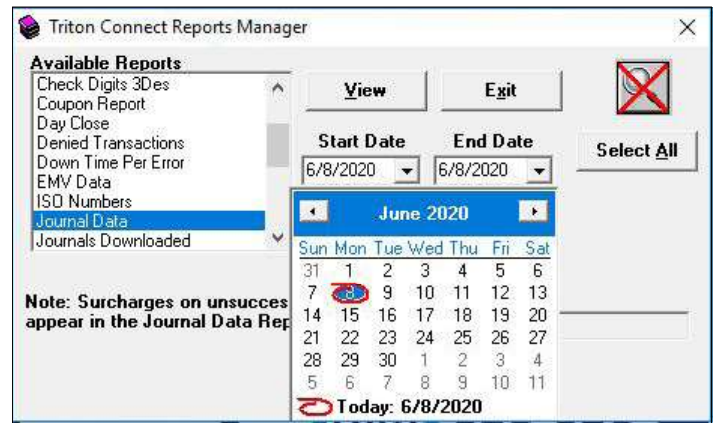 Triton Connect Reports Manager
Available Reports
Check Digits 3Des
Coupon Report
Day Close
Denied Transactions
Down Time Per Error
EMV Data
ISO Numbers
Journal Data
Journals Downloaded
View
Exit
Start Date
End Date
6/8/2020
6/8/2020
Select All
June 2020
Sun Mon Tue Wed Thu Fri Sat
31 1 2 3 4 5 6
7 8 9 10 11 12 13
14 15 16 17 18 19 20
21 22 23 24 25 26 27
28 29 30 1 2 3 4
5 6 7 8 9 10 11
Today: 6/8/2020
Note: Surcharges on unsucces
appear in the Journal Data Rep